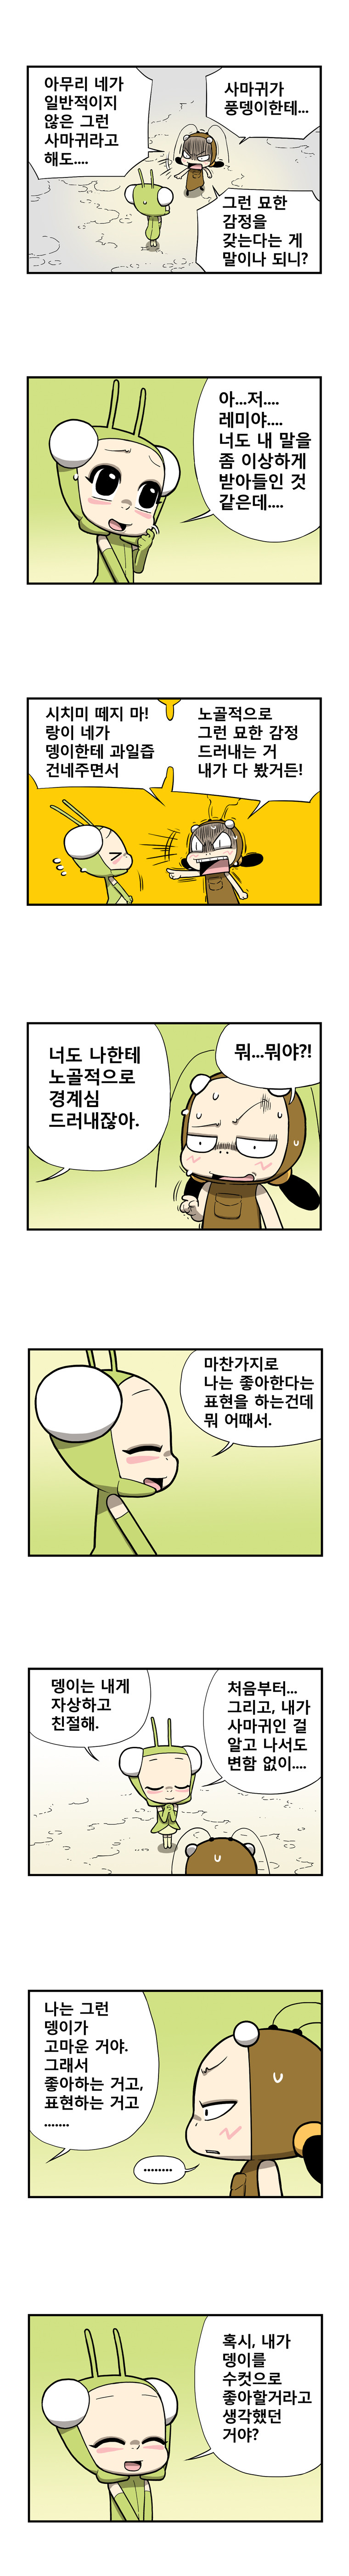 아무리 네가
일반적이지
않은 그런
사마귀라고
해도....
사마귀가
풍뎅이한테...
그런 묘한
감정을
갖는다는 게
말이나 되니?
아...저....
레미야....
너도 내 말을
좀 이상하게
받아들인 것
같은데....
시치미 떼지 마!
랑이 네가
뎅이한테 과일즙
건네주면서
노골적으로
그런 묘한 감정
드러내는 거
내가 다 봤거든!
뭐...뭐야?!
너도 나한테
노골적으로
경계심
드러내잖아.
마찬가지로
나는 좋아한다는
표현을 하는건데
뭐 어때서.
뎅이는 내게
자상하고
친절해.
처음부터...
그리고, 내가
사마귀인 걸
알고 나서도
변함 없이....
나는 그런
뎅이가
고마운 거야.
그래서
좋아하는 거고,
표현하는 거고
.......
........
혹시, 내가
뎅이를
수컷으로
좋아할거라고
생각했던
거야?